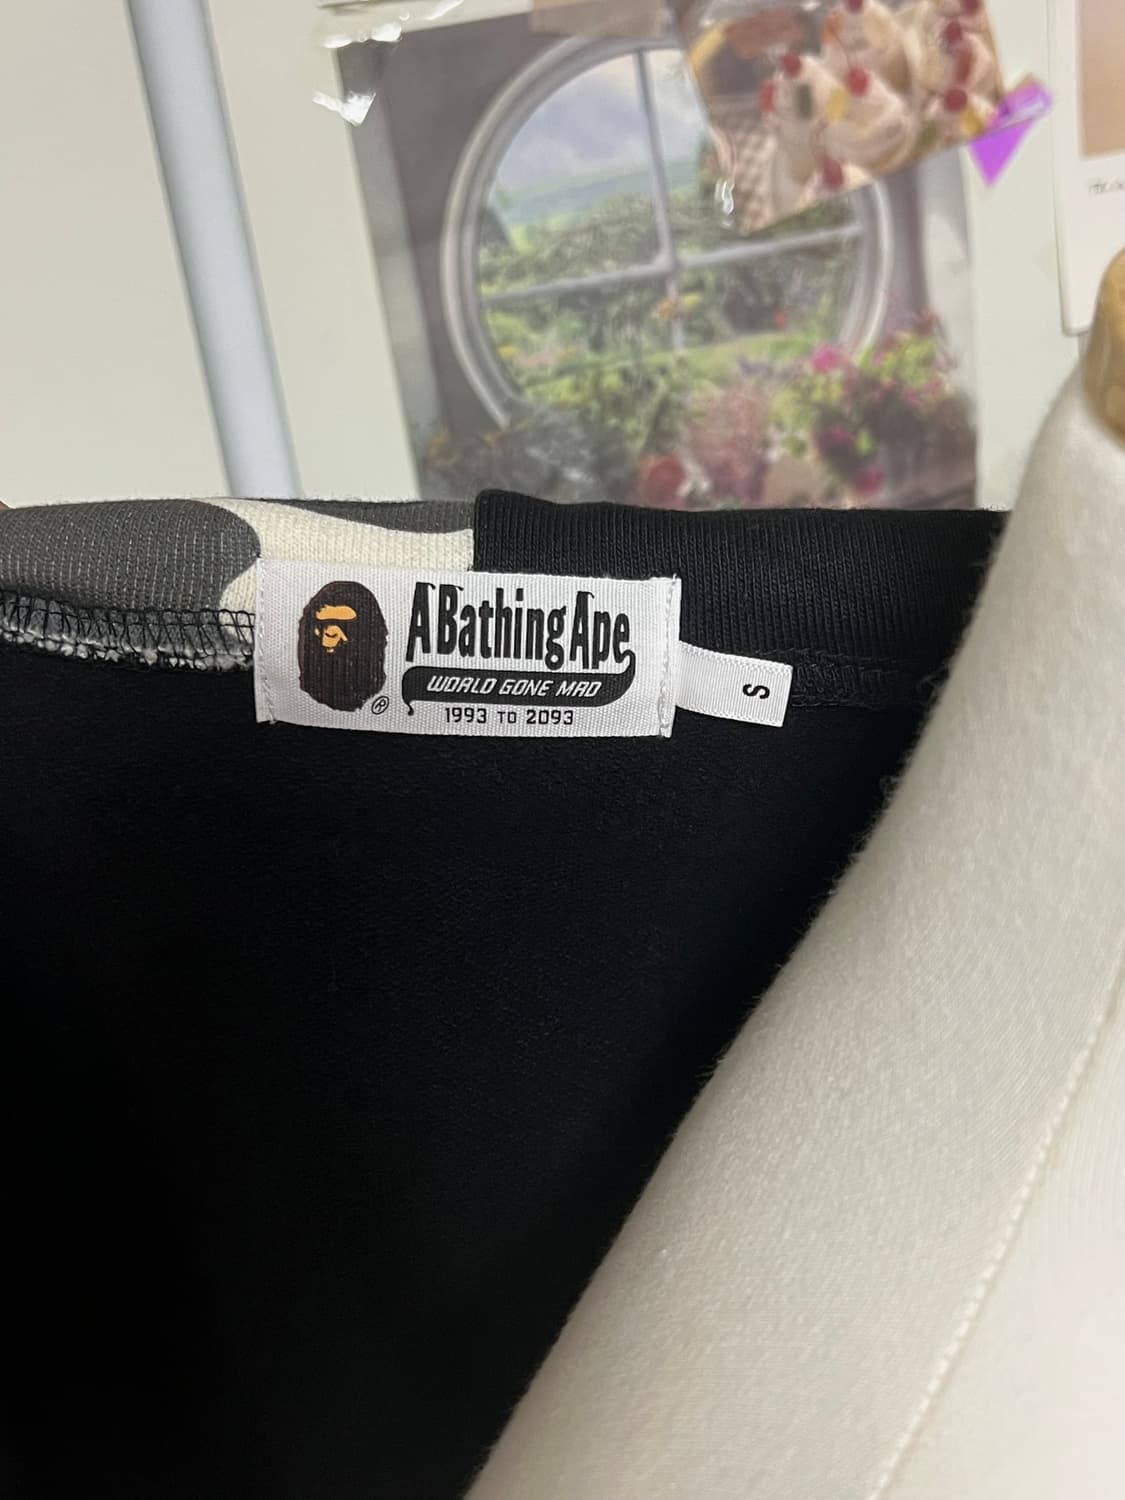 A Bathing Ape
WORLD GONE MAD
1993 TO 2093
®
S